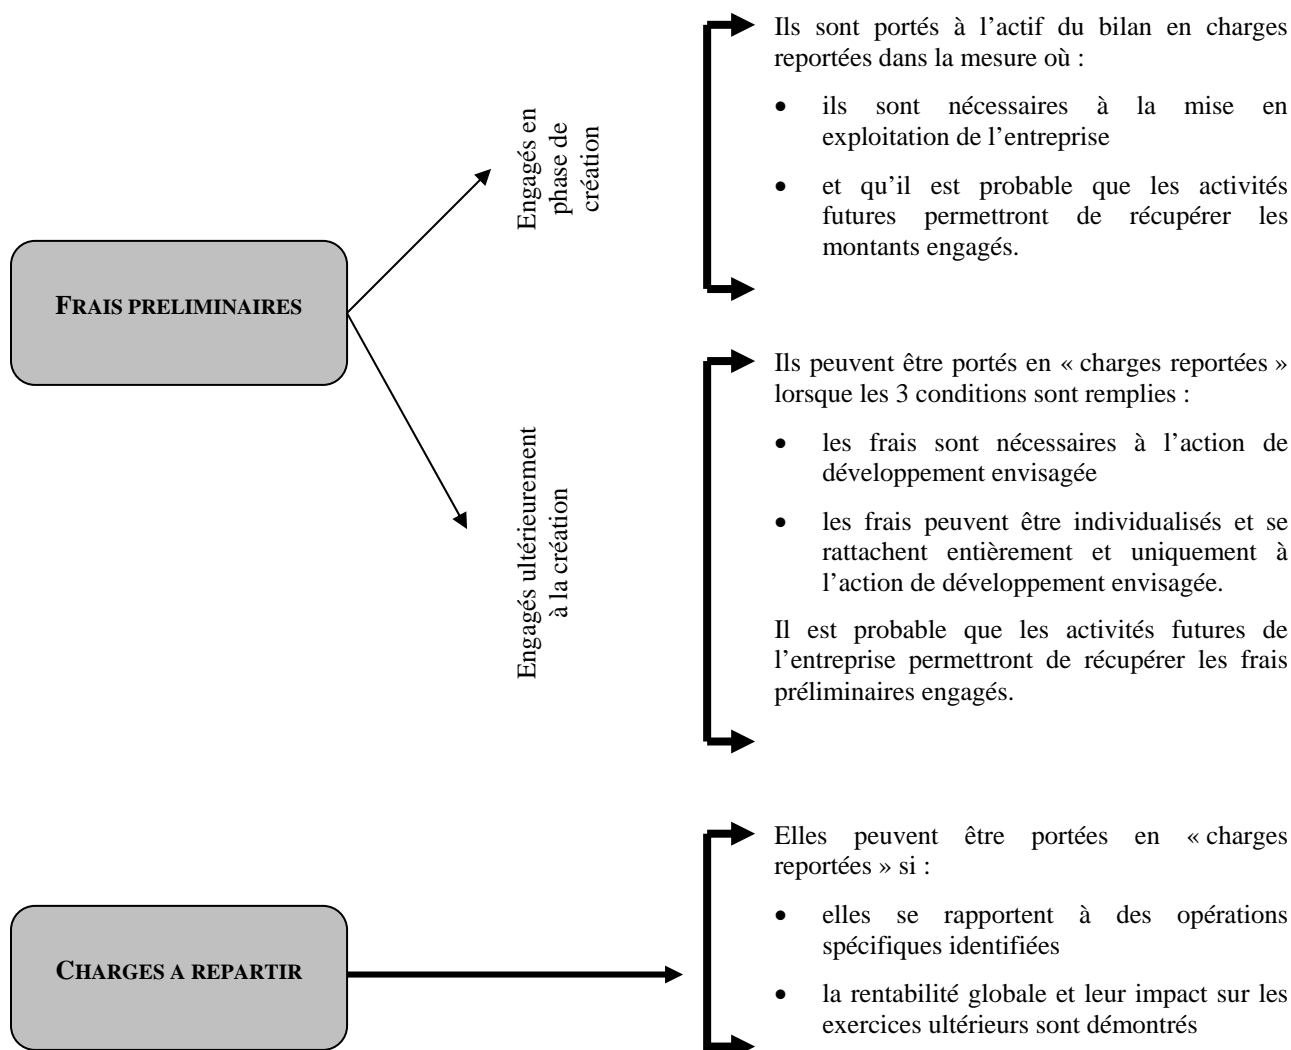 FRAIS PRELIMINAIRES
Engagés en
phase de
création
Ils sont portés à l’actif du bilan en charges
reportées dans la mesure où :
• ils sont nécessaires à la mise en
exploitation de l’entreprise
• et qu’il est probable que les activités
futures permettront de récupérer les
montants engagés.
Engagés ultérieurement
à la création
Ils peuvent être portés en « charges reportées »
lorsque les 3 conditions sont remplies :
• les frais sont nécessaires à l’action de
développement envisagée
• les frais peuvent être individualisés et se
rattachent entièrement et uniquement à
l’action de développement envisagée.
Il est probable que les activités futures de
l’entreprise permettront de récupérer les frais
préliminaires engagés.
CHARGES A REPARTIR
Elles peuvent être portées en « charges
reportées » si :
• elles se rapportent à des opérations
spécifiques identifiées
• la rentabilité globale et leur impact sur les
exercices ultérieurs sont démontrés